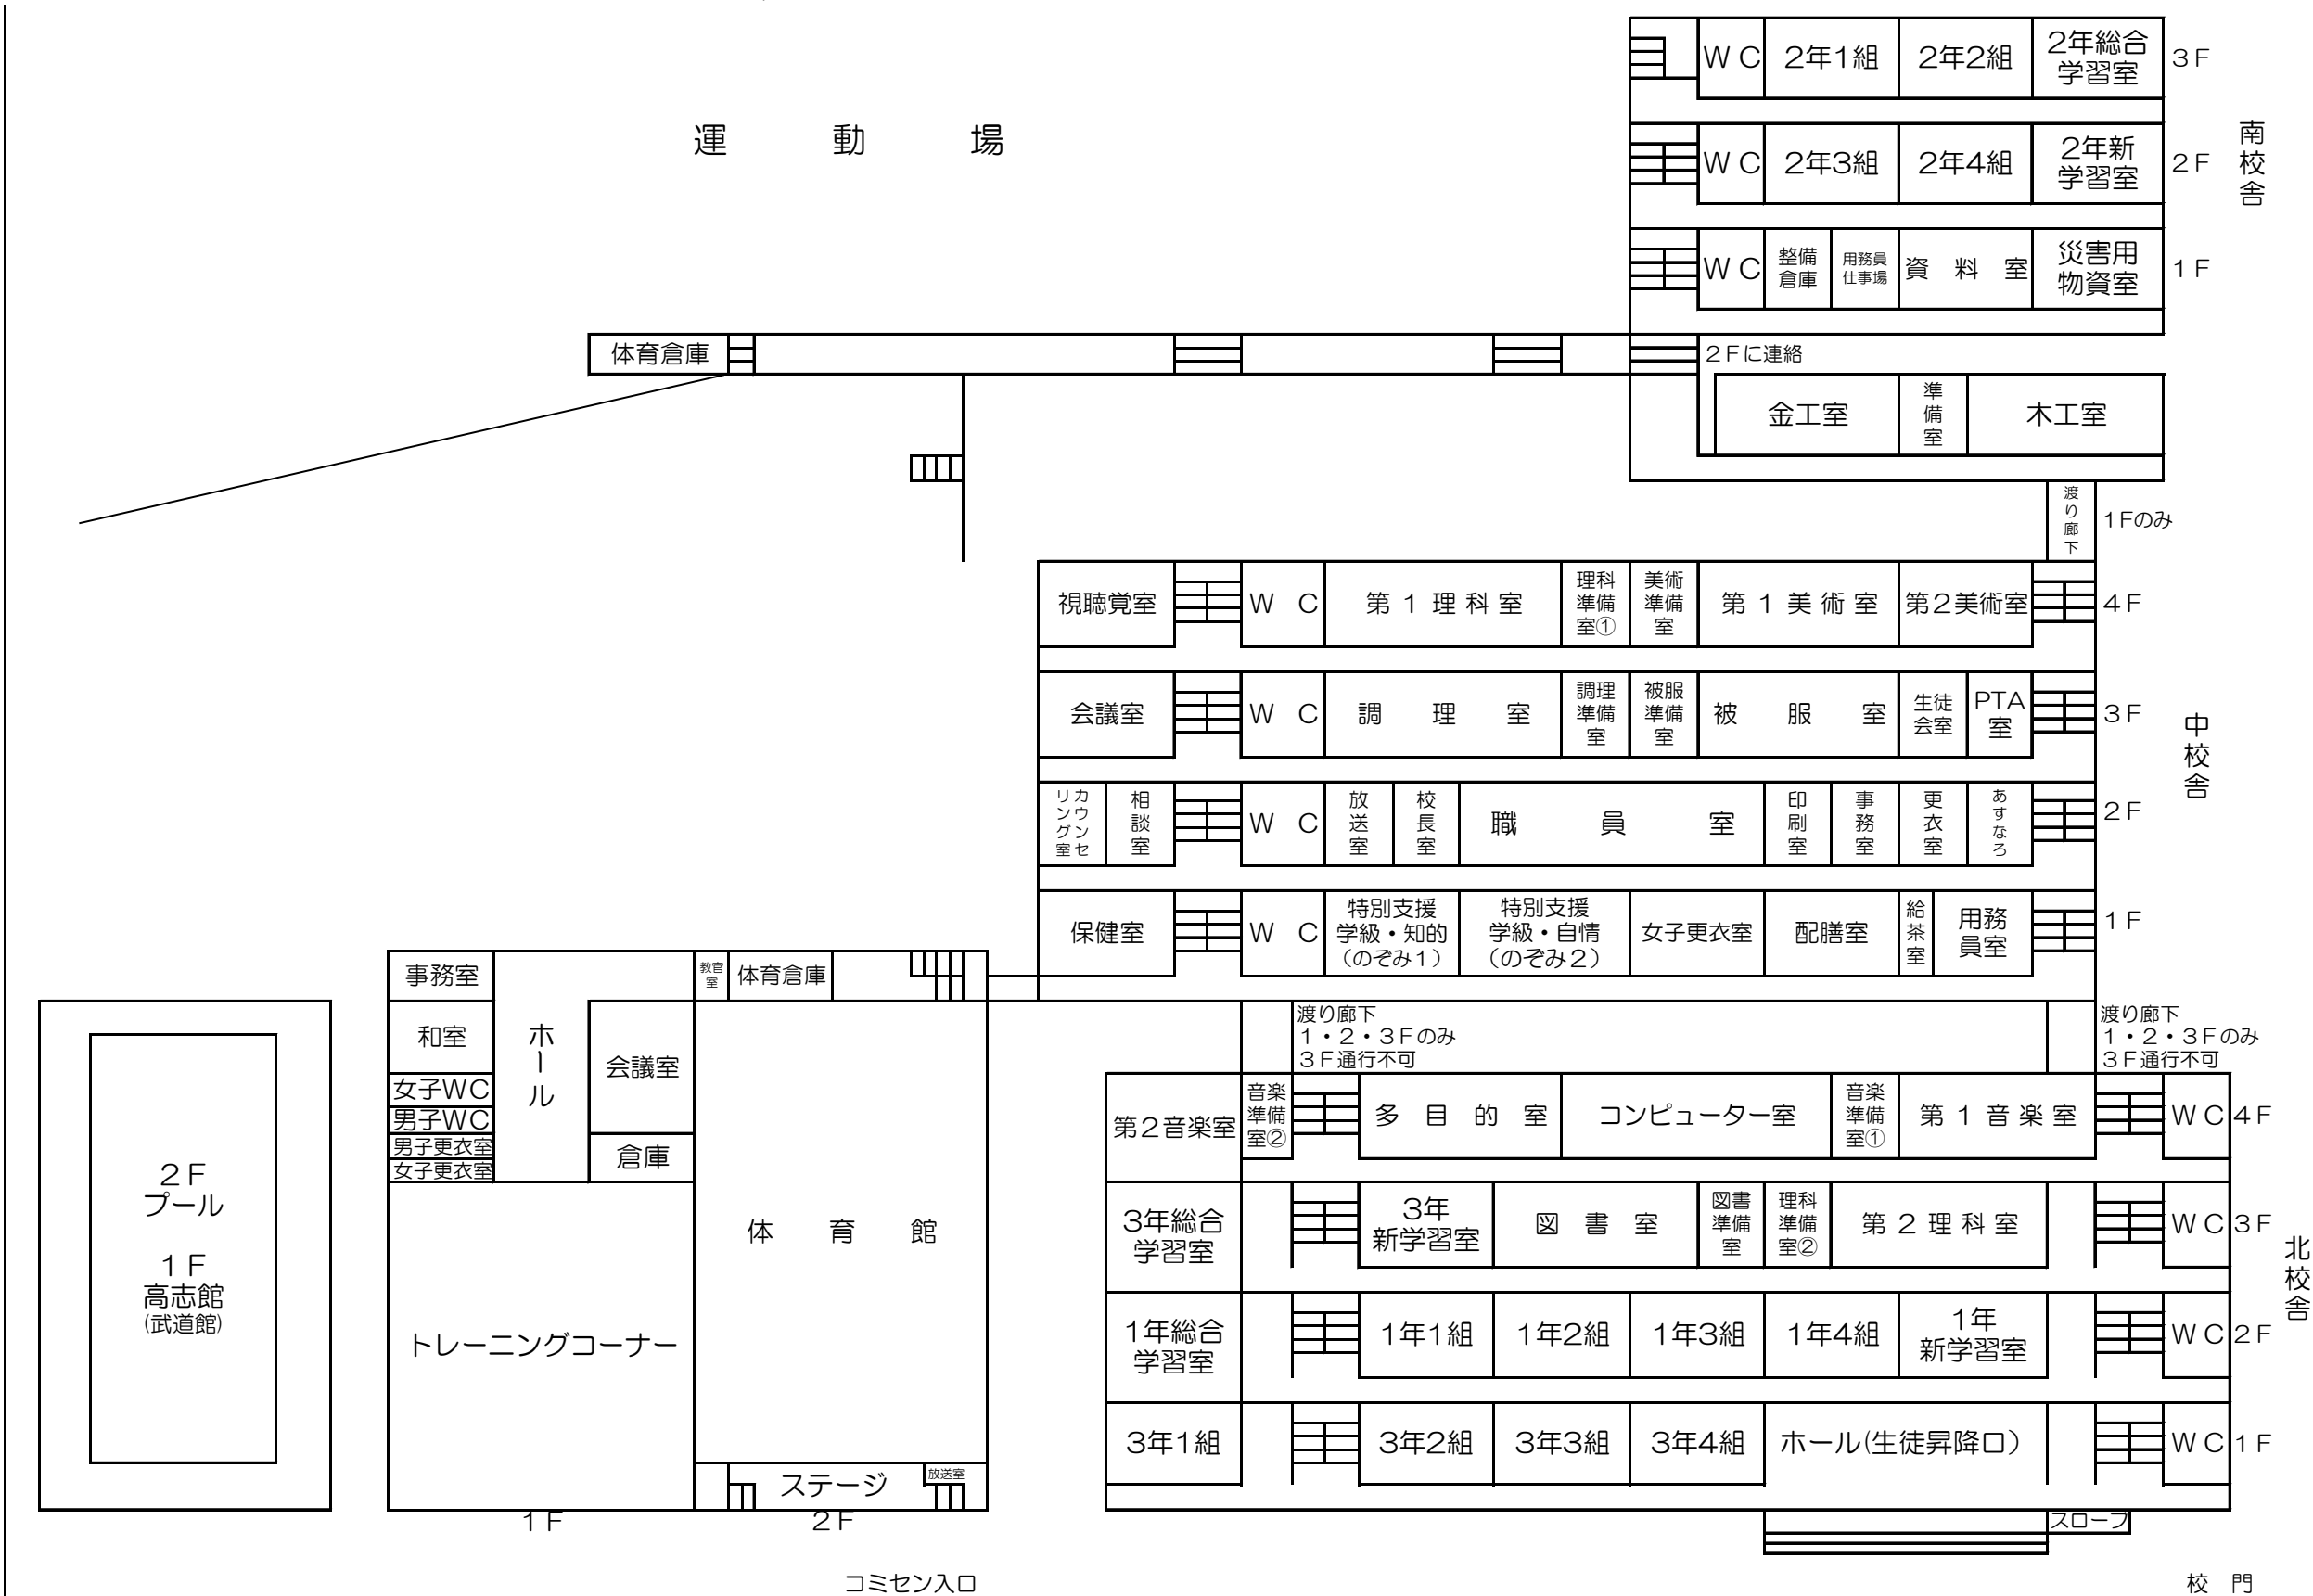 ＷＣ
2年1組
2年2組
2年総合
学習室
３Ｆ
運　動　場
南校舎
ＷＣ
2年3組
2年4組
2年新
学習室
２Ｆ
ＷＣ
整備
倉庫
用務員
仕事場
資料室
災害用
物資室
１Ｆ
体育倉庫
２Ｆに連絡
金工室
準備室
木工室
渡り廊下
１Ｆのみ
視聴覚室
ＷＣ
第１理科室
理科
準備
室①
美術
準備
室
第１美術室
第2美術室
４Ｆ
会議室
ＷＣ
調理室
調理
準備
室
被服
準備
室
被服室
生徒
会室
PTA
室
３Ｆ
中校舎
カウンセ
リング室
相談室
ＷＣ
放送室
校長室
職員室
印刷室
事務室
更衣室
あすなろ
２Ｆ
保健室
ＷＣ
特別支援
学級・知的
（のぞみ１）
特別支援
学級・自情
（のぞみ２）
女子更衣室
配膳室
給茶室
用務
員室
１Ｆ
事務室
ホール
教官
室
体育倉庫
和室
会議室
女子WC
男子WC
男子更衣室
女子更衣室
倉庫
体育館
トレーニングコーナー
ステージ
放送室
１Ｆ
２Ｆ
２Ｆ
プール
１Ｆ
高志館
(武道館)
渡り廊下
１・２・３Ｆのみ
３Ｆ通行不可
渡り廊下
１・２・３Ｆのみ
３Ｆ通行不可
第2音楽室
音楽
準備
室②
多目的室
コンピューター室
音楽
準備
室①
第１音楽室
ＷＣ
４Ｆ
3年総合
学習室
3年
新学習室
図書室
図書
準備
室
理科
準備
室②
第２理科室
ＷＣ
３Ｆ
北校舎
1年総合
学習室
1年1組
1年2組
1年3組
1年4組
1年
新学習室
ＷＣ
２Ｆ
3年1組
3年2組
3年3組
3年4組
ホール(生徒昇降口）
ＷＣ
１Ｆ
スロープ
コミセン入口
校　門